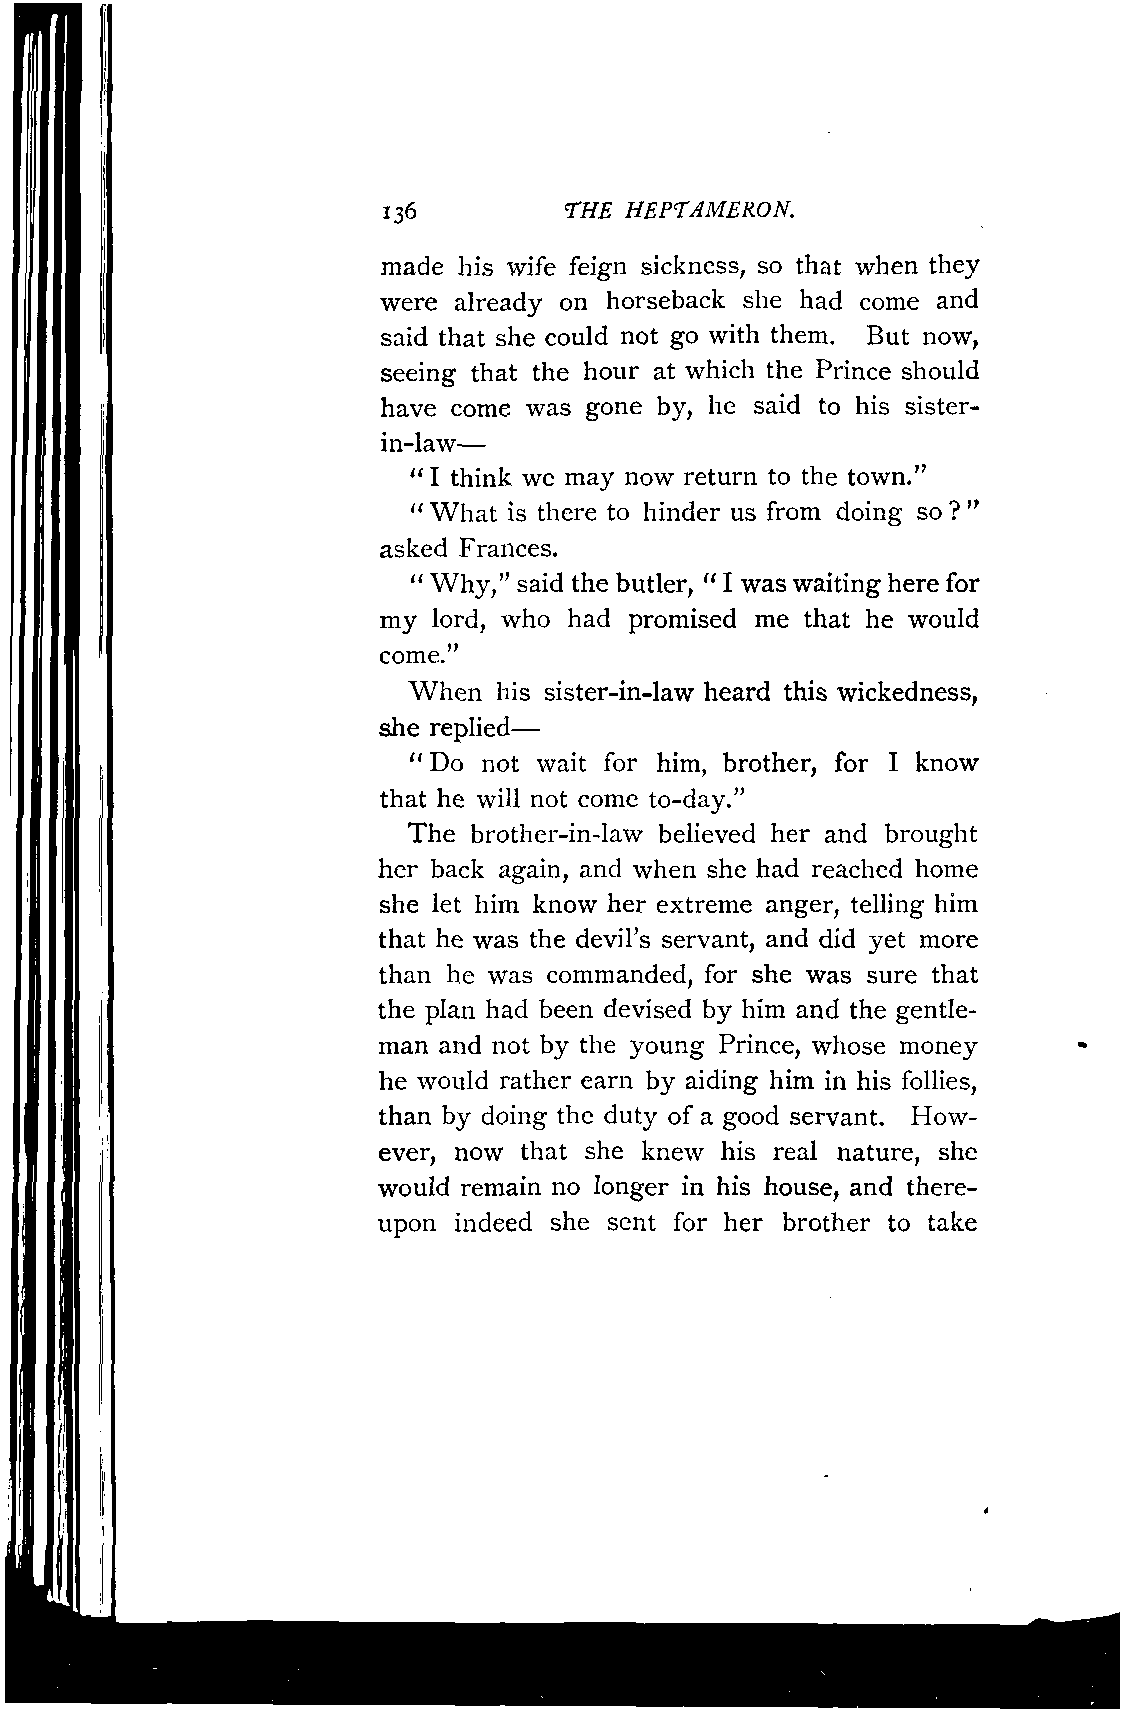 136 THE HEPTAMERON.
made his wife feign sickness, so that when they
were already on horseback she had come and
said that she could not go with them. But now,
seeing that the hour at which the Prince should
have come was gone by, he said to his sister-
in-law—
"I think we may now return to the town."
"What is there to hinder us from doing so?"
asked Frances.
"Why," said the butler, "I was waiting here for
my lord, who had promised me that he would
come."
When his sister-in-law heard this wickedness,
she replied—
"Do not wait for him, brother, for I know
that he will not come to-day."
The brother-in-law believed her and brought
her back again, and when she had reached home
she let him know her extreme anger, telling him
that he was the devil's servant, and did yet more
than he was commanded, for she was sure that
the plan had been devised by him and the gentle-
man and not by the young Prince, whose money
he would rather earn by aiding him in his follies,
than by doing the duty of a good servant. How-
ever, now that she knew his real nature, she
would remain no longer in his house, and there-
upon indeed she sent for her brother to take